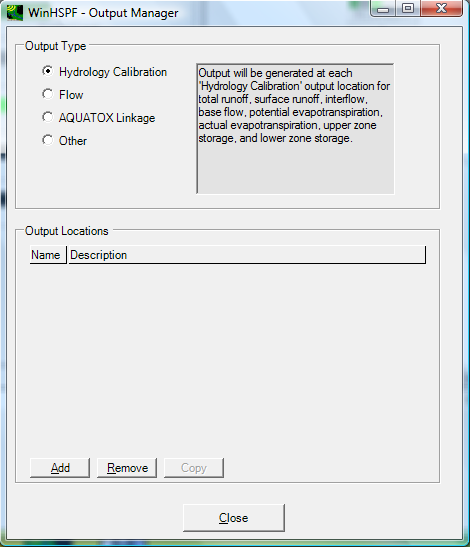 WinHSPF - Output Manager
Output Type
Hydrology Calibration
Flow
AQUATOX Linkage
Other
Output will be generated at each
'Hydrology Calibration' output location for
total runoff, surface runoff, interflow,
base flow, potential evapotranspiration,
actual evapotranspiration, upper zone
storage, and lower zone storage.
Output Locations
Name Description
Add Remove Copy
Close